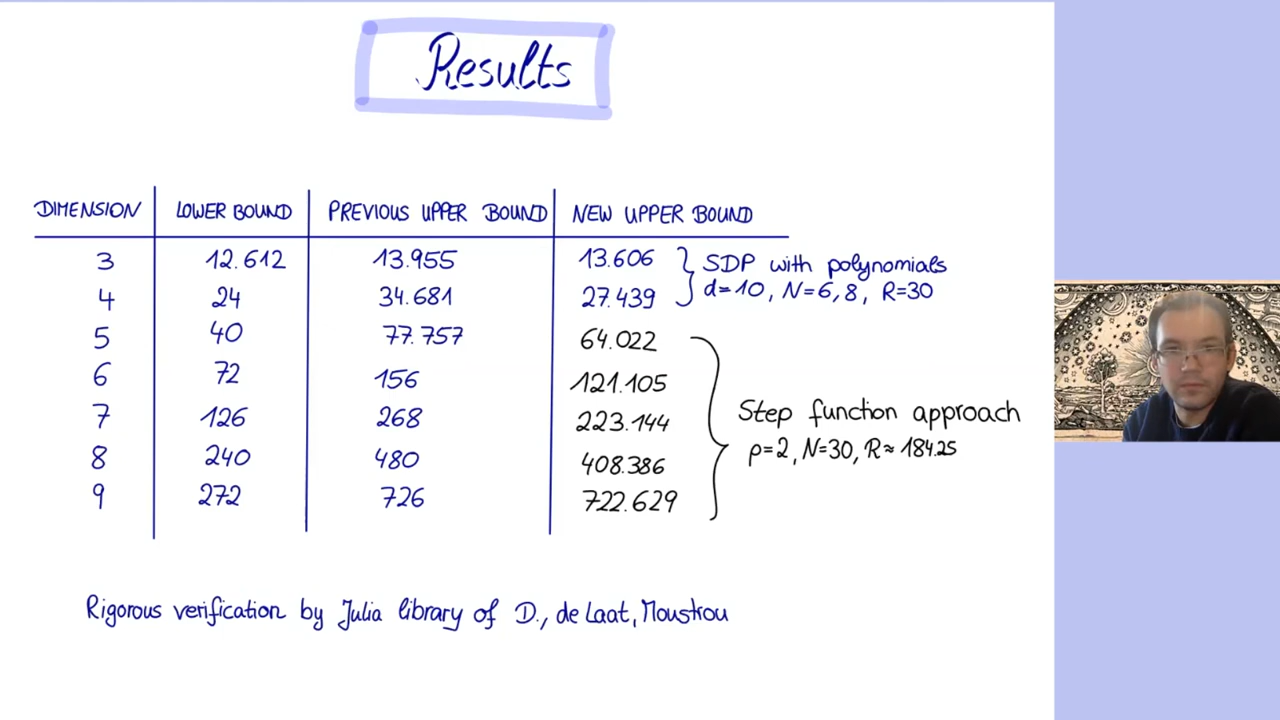 Results
DIMENSION LOWER BOUND PREVIOUS UPPER BOUND NEW UPPER BOUND
3 12.612 13.955 13.606 SDP with polynomials
4 24 34.681 27.439 d=10, N=6,8, R=30
5 40 77.757 64.022
6 72 156 121.105
7 126 268 223.144 Step function approach
8 240 480 408.386 ρ=2, N=30, R≈184.25
9 272 726 722.629
Rigorous verification by Julia library of D., de Laat, Moustrou